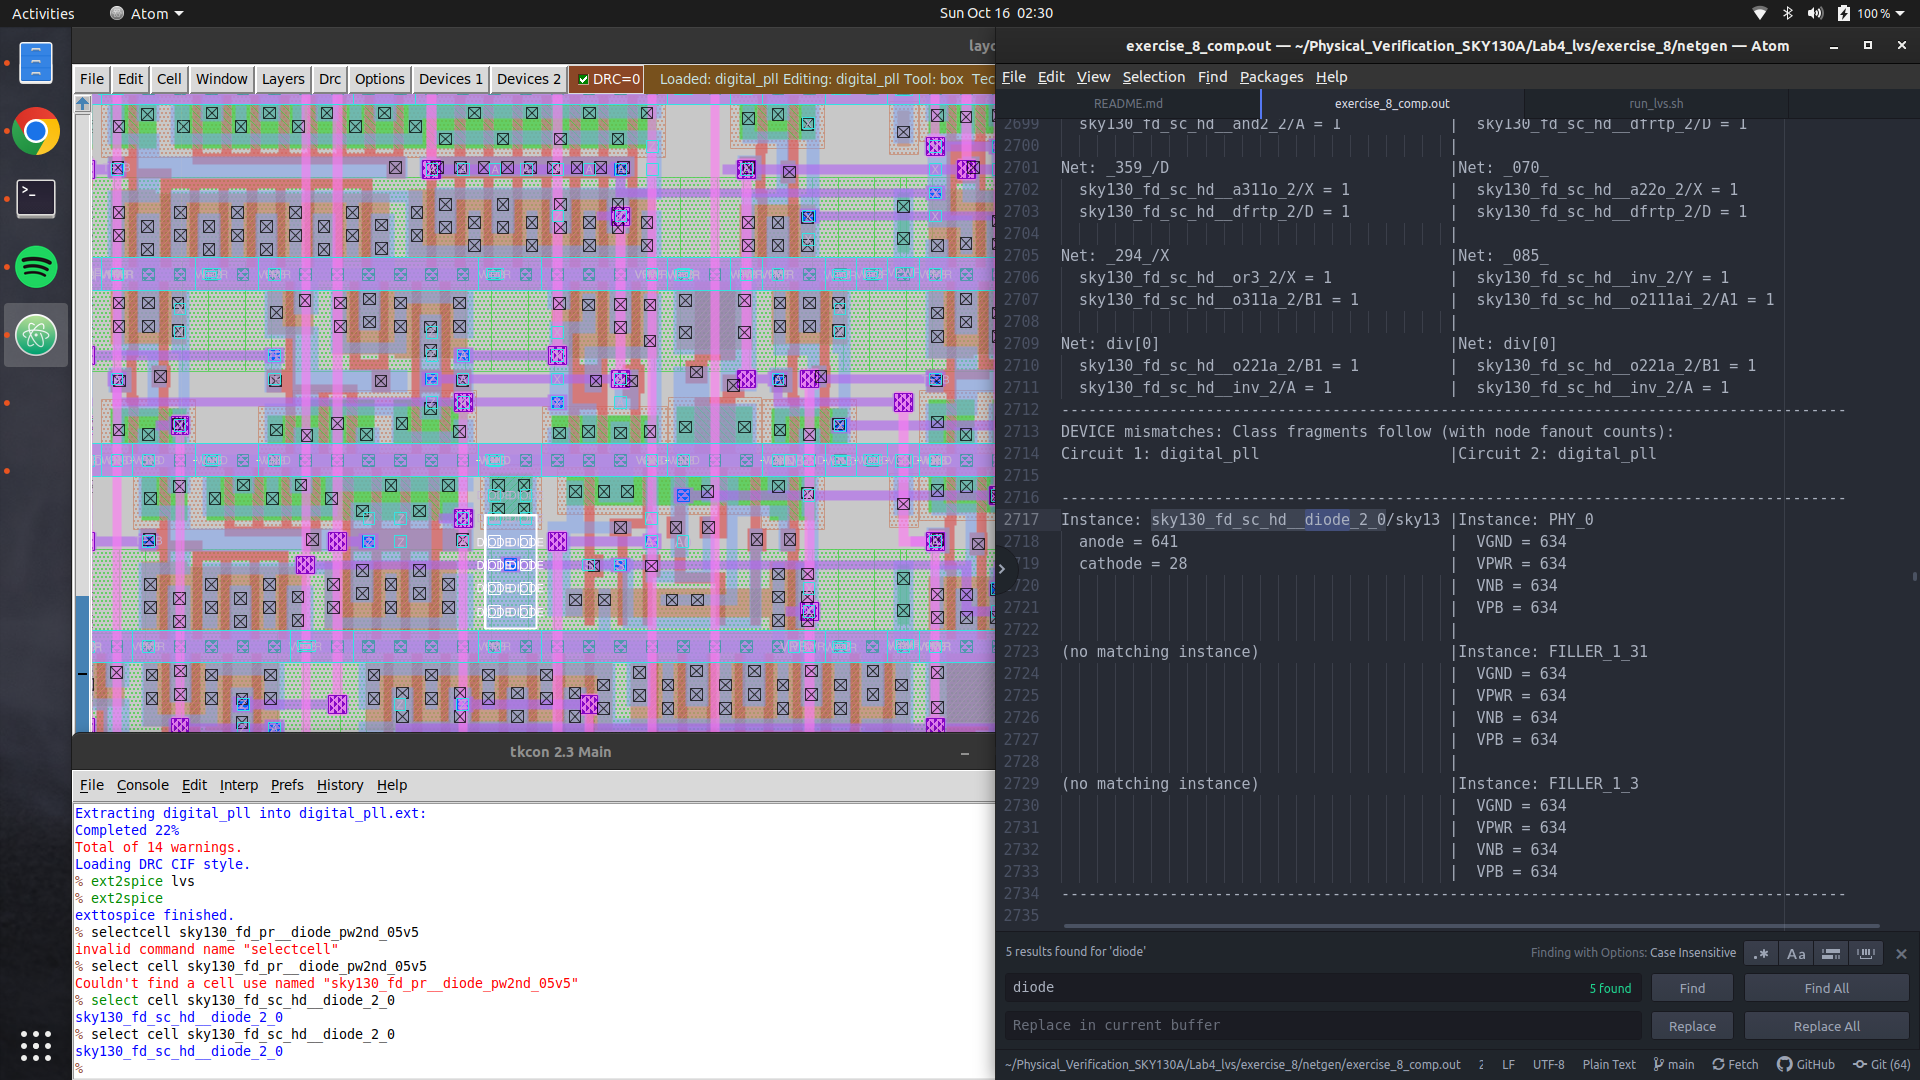 Activities
Atom
Sun Oct 16 02:30
100 %
layo
File Edit Cell Window Layers Drc Options Devices 1 Devices 2 DRC=0 Loaded: digital_pll Editing: digital_pll Tool: box Tec
tkcon 2.3 Main
File Console Edit Interp Prefs History Help
Extracting digital_pll into digital_pll.ext:
Completed 22%
Total of 14 warnings.
Loading DRC CIF style.
% ext2spice lvs
% ext2spice
exttospice finished.
% selectcell sky130_fd_pr__diode_pw2nd_05v5
invalid command name "selectcell"
% select cell sky130_fd_pr__diode_pw2nd_05v5
Couldn't find a cell use named "sky130_fd_pr__diode_pw2nd_05v5"
% select cell sky130_fd_sc_hd__diode_2_0
sky130_fd_sc_hd__diode_2_0
% select cell sky130_fd_sc_hd__diode_2_0
sky130_fd_sc_hd__diode_2_0
%
exercise_8_comp.out — ~/Physical_Verification_SKY130A/Lab4_lvs/exercise_8/netgen — Atom
File Edit View Selection Find Packages Help
README.md exercise_8_comp.out run_lvs.sh
2699 sky130_fd_sc_hd__and2_2/A = 1 | sky130_fd_sc_hd__dfrtp_2/D = 1
2700 |
2701 Net: _359_/D |Net: _070_
2702 sky130_fd_sc_hd__a311o_2/X = 1 | sky130_fd_sc_hd__a22o_2/X = 1
2703 sky130_fd_sc_hd__dfrtp_2/D = 1 | sky130_fd_sc_hd__dfrtp_2/D = 1
2704 |
2705 Net: _294_/X |Net: _085_
2706 sky130_fd_sc_hd__or3_2/X = 1 | sky130_fd_sc_hd__inv_2/Y = 1
2707 sky130_fd_sc_hd__o311a_2/B1 = 1 | sky130_fd_sc_hd__o2111ai_2/A1 = 1
2708 |
2709 Net: div[0] |Net: div[0]
2710 sky130_fd_sc_hd__o221a_2/B1 = 1 | sky130_fd_sc_hd__o221a_2/B1 = 1
2711 sky130_fd_sc_hd__inv_2/A = 1 | sky130_fd_sc_hd__inv_2/A = 1
2712 ---------------------------------------------------------------------------------------
2713 DEVICE mismatches: Class fragments follow (with node fanout counts):
2714 Circuit 1: digital_pll |Circuit 2: digital_pll
2715
2716 ---------------------------------------------------------------------------------------
2717 Instance: sky130_fd_sc_hd__diode_2_0/sky13 |Instance: PHY_0
2718 anode = 641 | VGND = 634
719 cathode = 28 | VPWR = 634
2720 | VNB = 634
2721 | VPB = 634
2722 |
2723 (no matching instance) |Instance: FILLER_1_31
2724 | VGND = 634
2725 | VPWR = 634
2726 | VNB = 634
2727 | VPB = 634
2728 |
2729 (no matching instance) |Instance: FILLER_1_3
2730 | VGND = 634
2731 | VPWR = 634
2732 | VNB = 634
2733 | VPB = 634
2734 ---------------------------------------------------------------------------------------
2735
5 results found for 'diode' Finding with Options: Case Insensitive .* Aa
diode 5 found Find Find All
Replace in current buffer Replace Replace All
~/Physical_Verification_SKY130A/Lab4_lvs/exercise_8/netgen/exercise_8_comp.out 2 LF UTF-8 Plain Text main Fetch GitHub Git (64)